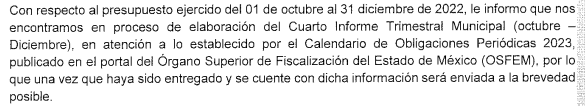 Con respecto al presupuesto ejercido del 01 de octubre al 31 diciembre de 2022, le informo que nos
encontramos en proceso de elaboración del Cuarto Informe Trimestral Municipal (octubre –
Diciembre), en atención a lo establecido por el Calendario de Obligaciones Periódicas 2023,
publicado en el portal del Órgano Superior de Fiscalización del Estado de México (OSFEM), por lo
que una vez que haya sido entregado y se cuente con dicha información será enviada a la brevedad
posible.